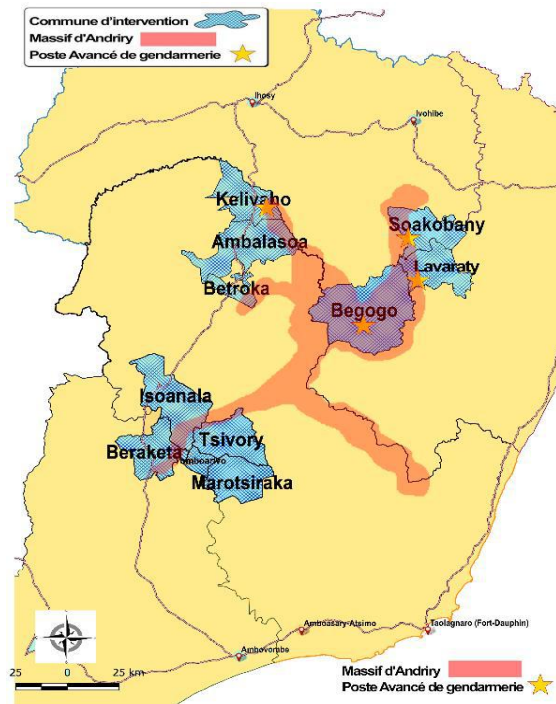 Commune d'intervention
Massif d'Andriry
Poste Avancé de gendarmerie
Ihosy
Ivohibe
Kelivaho
Soakobany
Ambalasoa
Lavaraty
Betroka
Begogo
Isoanala
Tsivory
Beraketa
Marotsiraka
Amboasary-Atsimo
Taolagnaro (Fort-Dauphin)
Ambovombe
25 0 25 km
Massif d'Andriry
Poste Avancé de gendarmerie